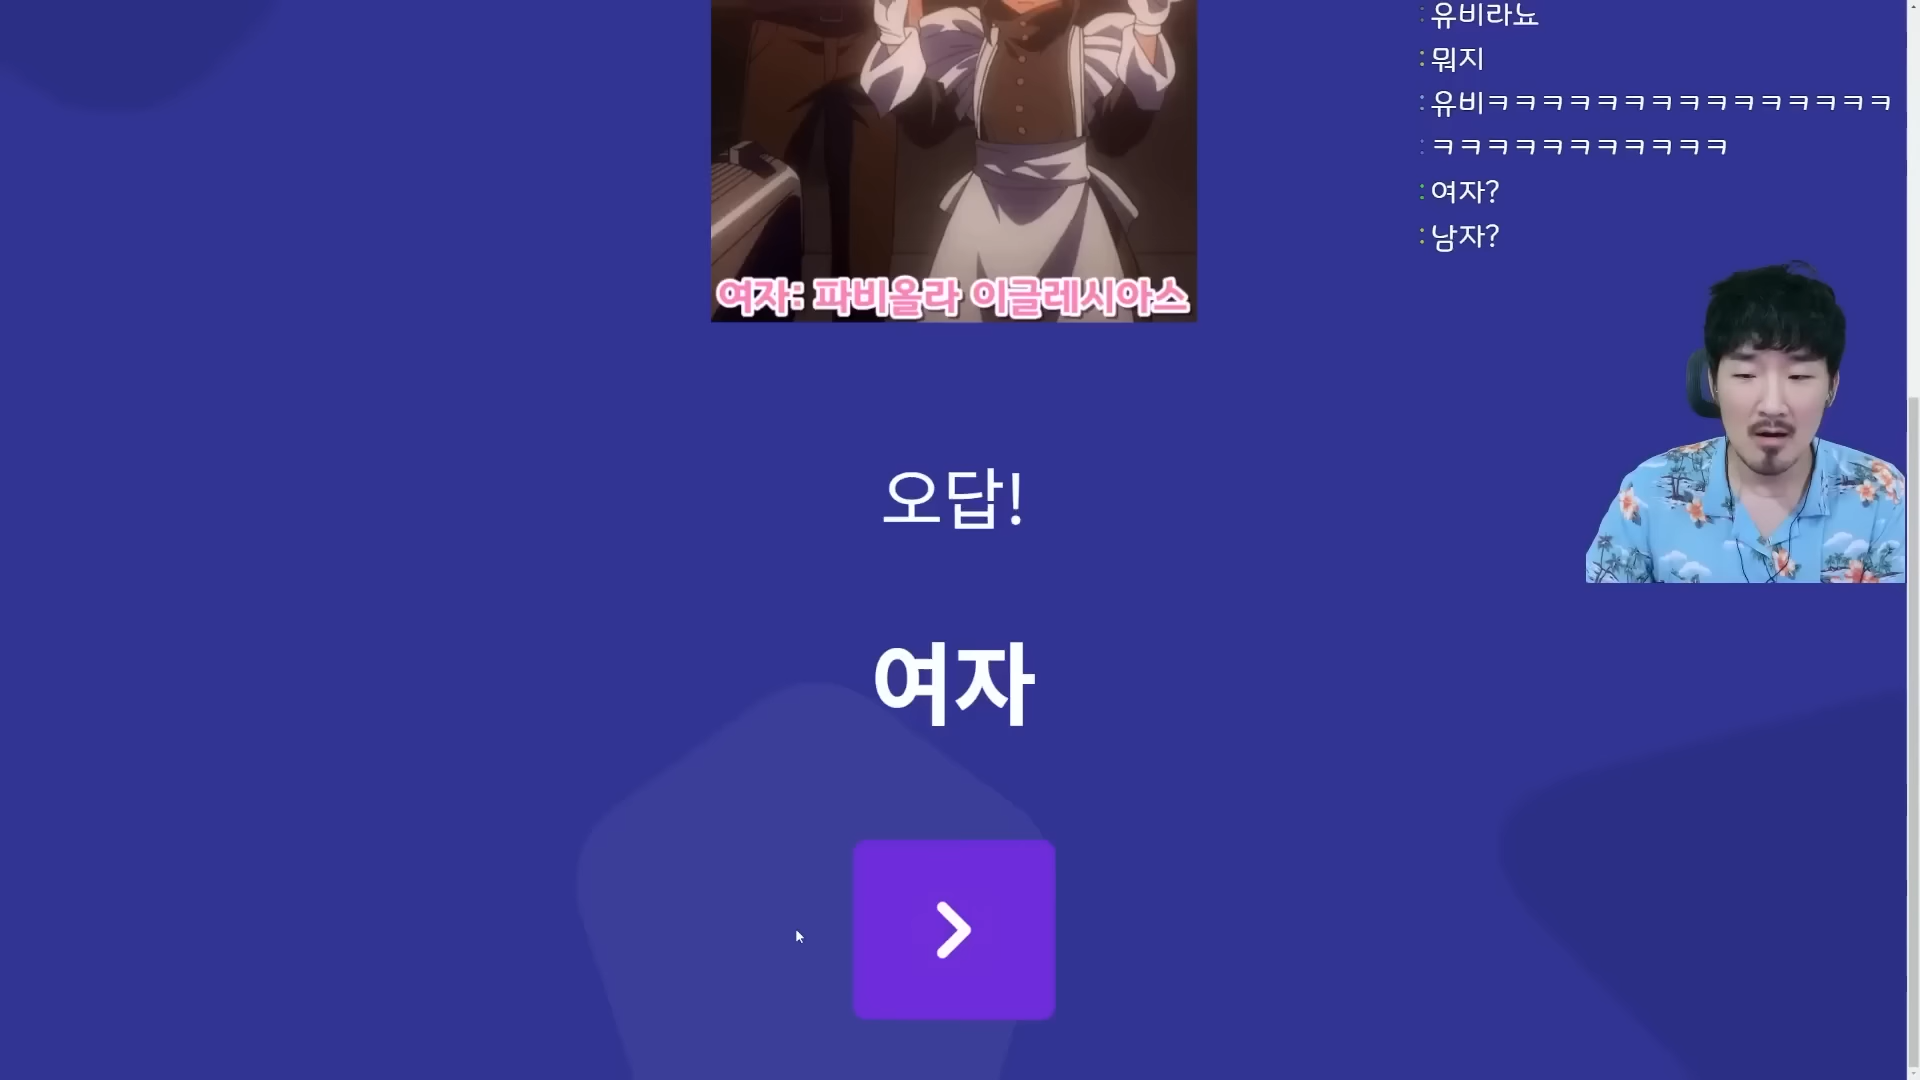 여자: 파비올라 이글레시아스
오답!
여자
: 유비라뇨
: 뭐지
: 유비ㅋㅋㅋㅋㅋㅋㅋㅋㅋㅋㅋㅋㅋㅋㅋ
: ㅋㅋㅋㅋㅋㅋㅋㅋㅋㅋㅋ
: 여자?
: 남자?